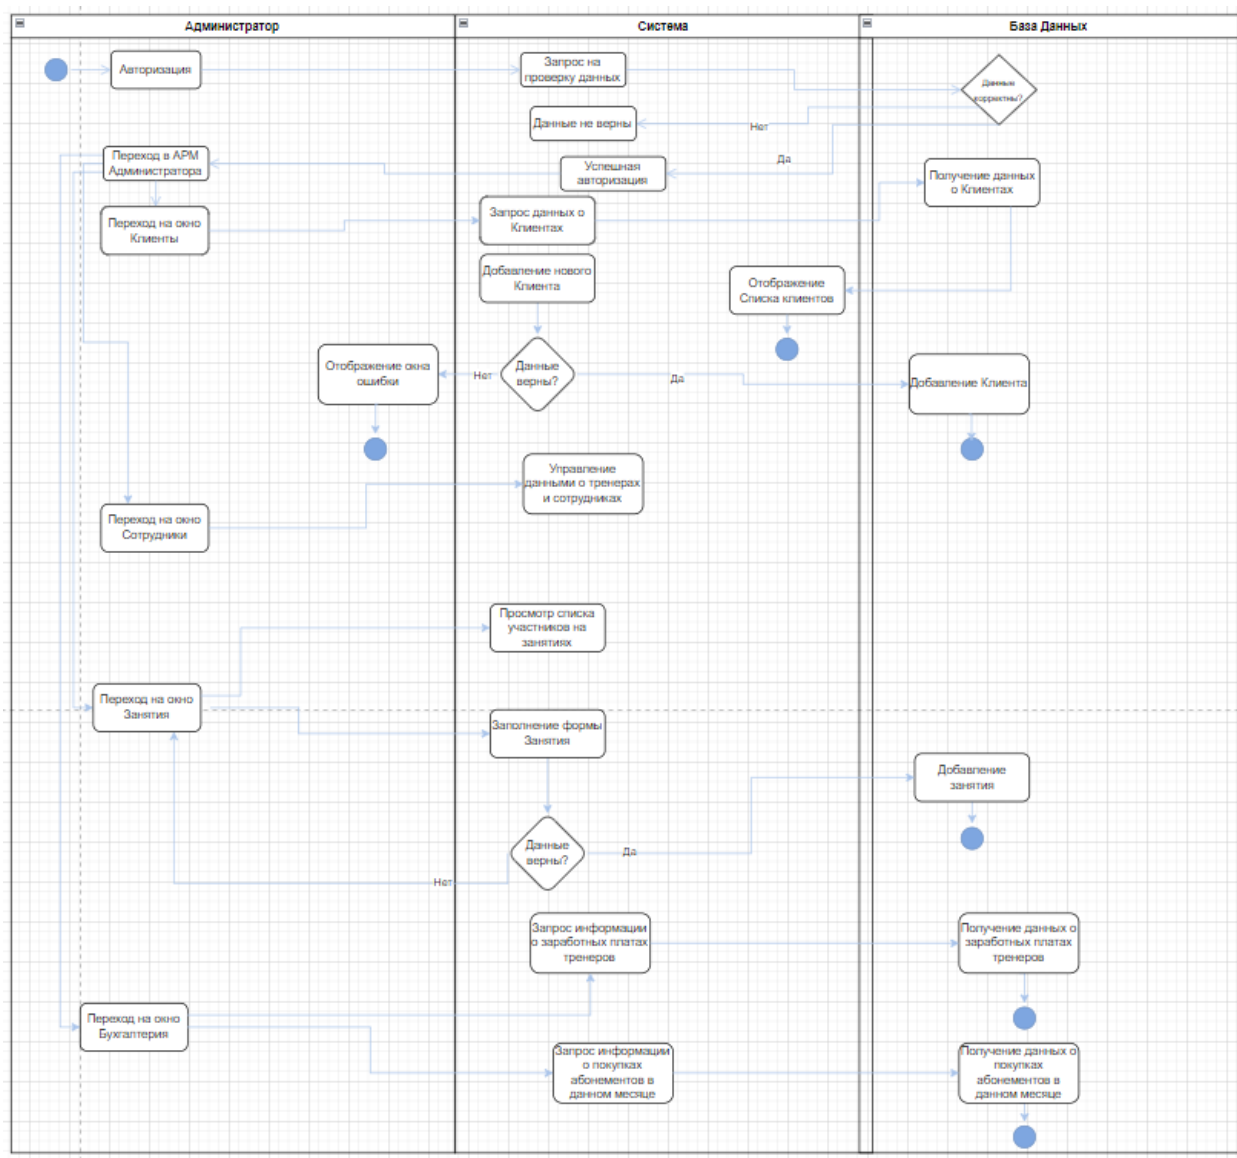 Администратор
Система
База Данных
Авторизация
Запрос на
проверку данных
Данные
корректны?
Данные не верны
Нет
Переход в АРМ
Администратора
Успешная
авторизация
Да
Получение данных
о Клиентах
Переход на окно
Клиенты
Запрос данных о
Клиентах
Добавление нового
Клиента
Отображение
Списка клиентов
Отображение окна
ошибки
Нет
Данные
верны?
Да
Добавление Клиента
Управление
данными о тренерах
и сотрудниках
Переход на окно
Сотрудники
Просмотр списка
участников на
занятиях
Переход на окно
Занятия
Заполнение формы
Занятия
Добавление
занятия
Данные
верны?
Да
Нет
Запрос информации
о заработных платах
тренеров
Получение данных о
заработных платах
тренеров
Переход на окно
Бухгалтерия
Запрос информации
о покупках
абонементов в
данном месяце
Получение данных о
покупках
абонементов в
данном месяце